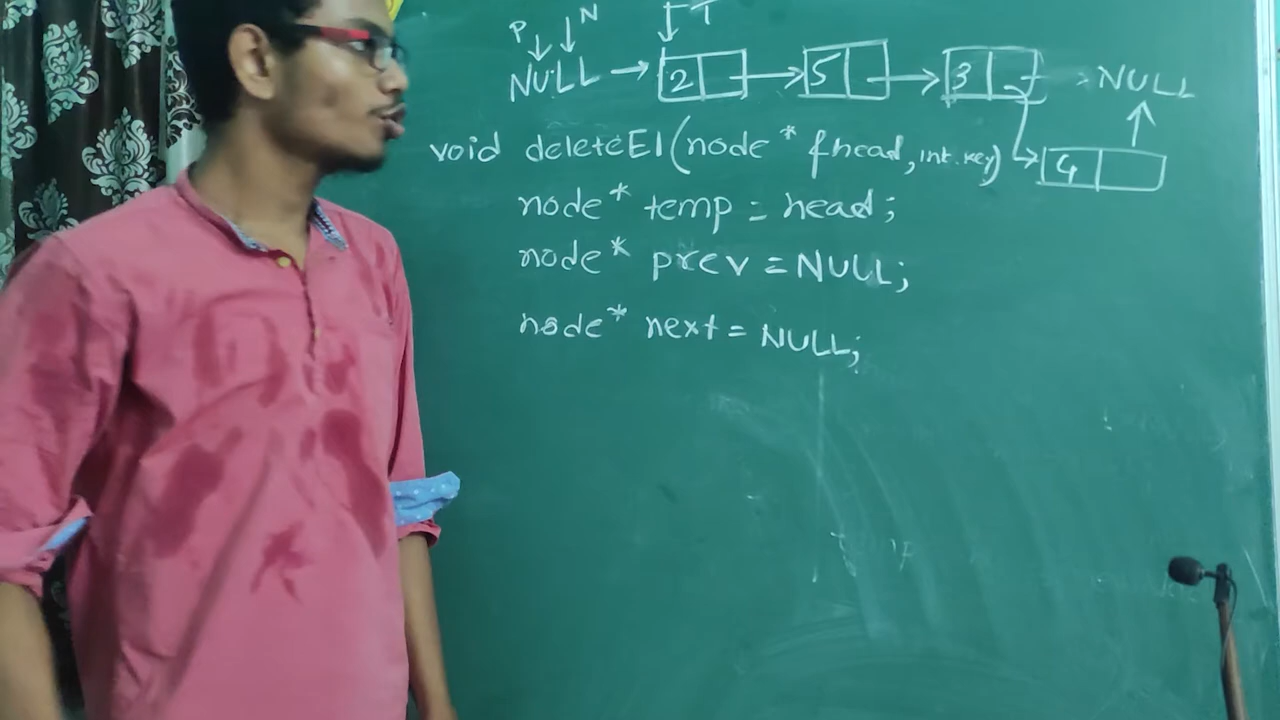 P N T
NULL → 2 → 5 → 3 → NULL
void deleteEl(node* &head, int key) 4
node* temp = head;
node* prev = NULL;
node* next = NULL;